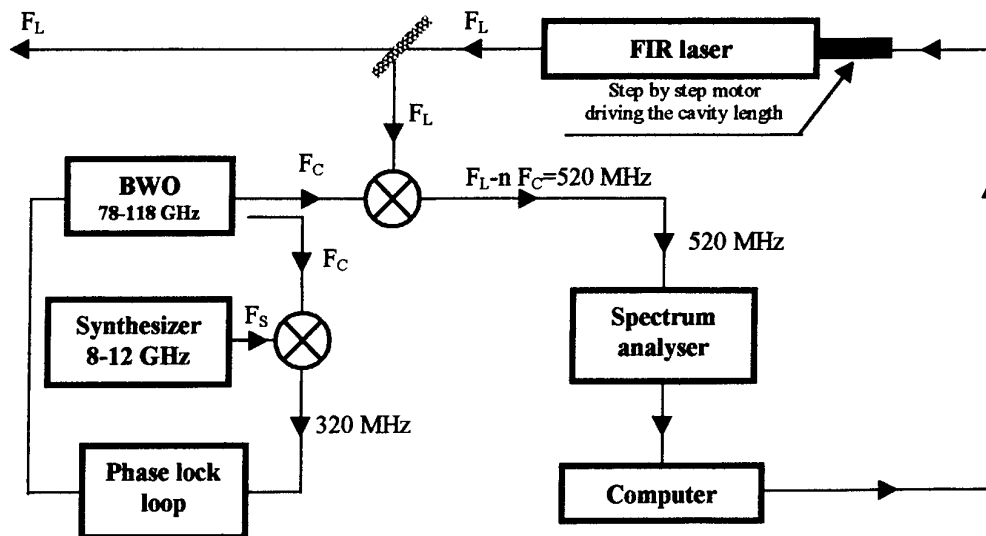 F_L
F_L
FIR laser
Step by step motor
driving the cavity length
F_L
BWO
78-118 GHz
F_C
F_L-n F_C=520 MHz
F_C
520 MHz
Synthesizer
8-12 GHz
F_S
Spectrum
analyser
320 MHz
Phase lock
loop
Computer